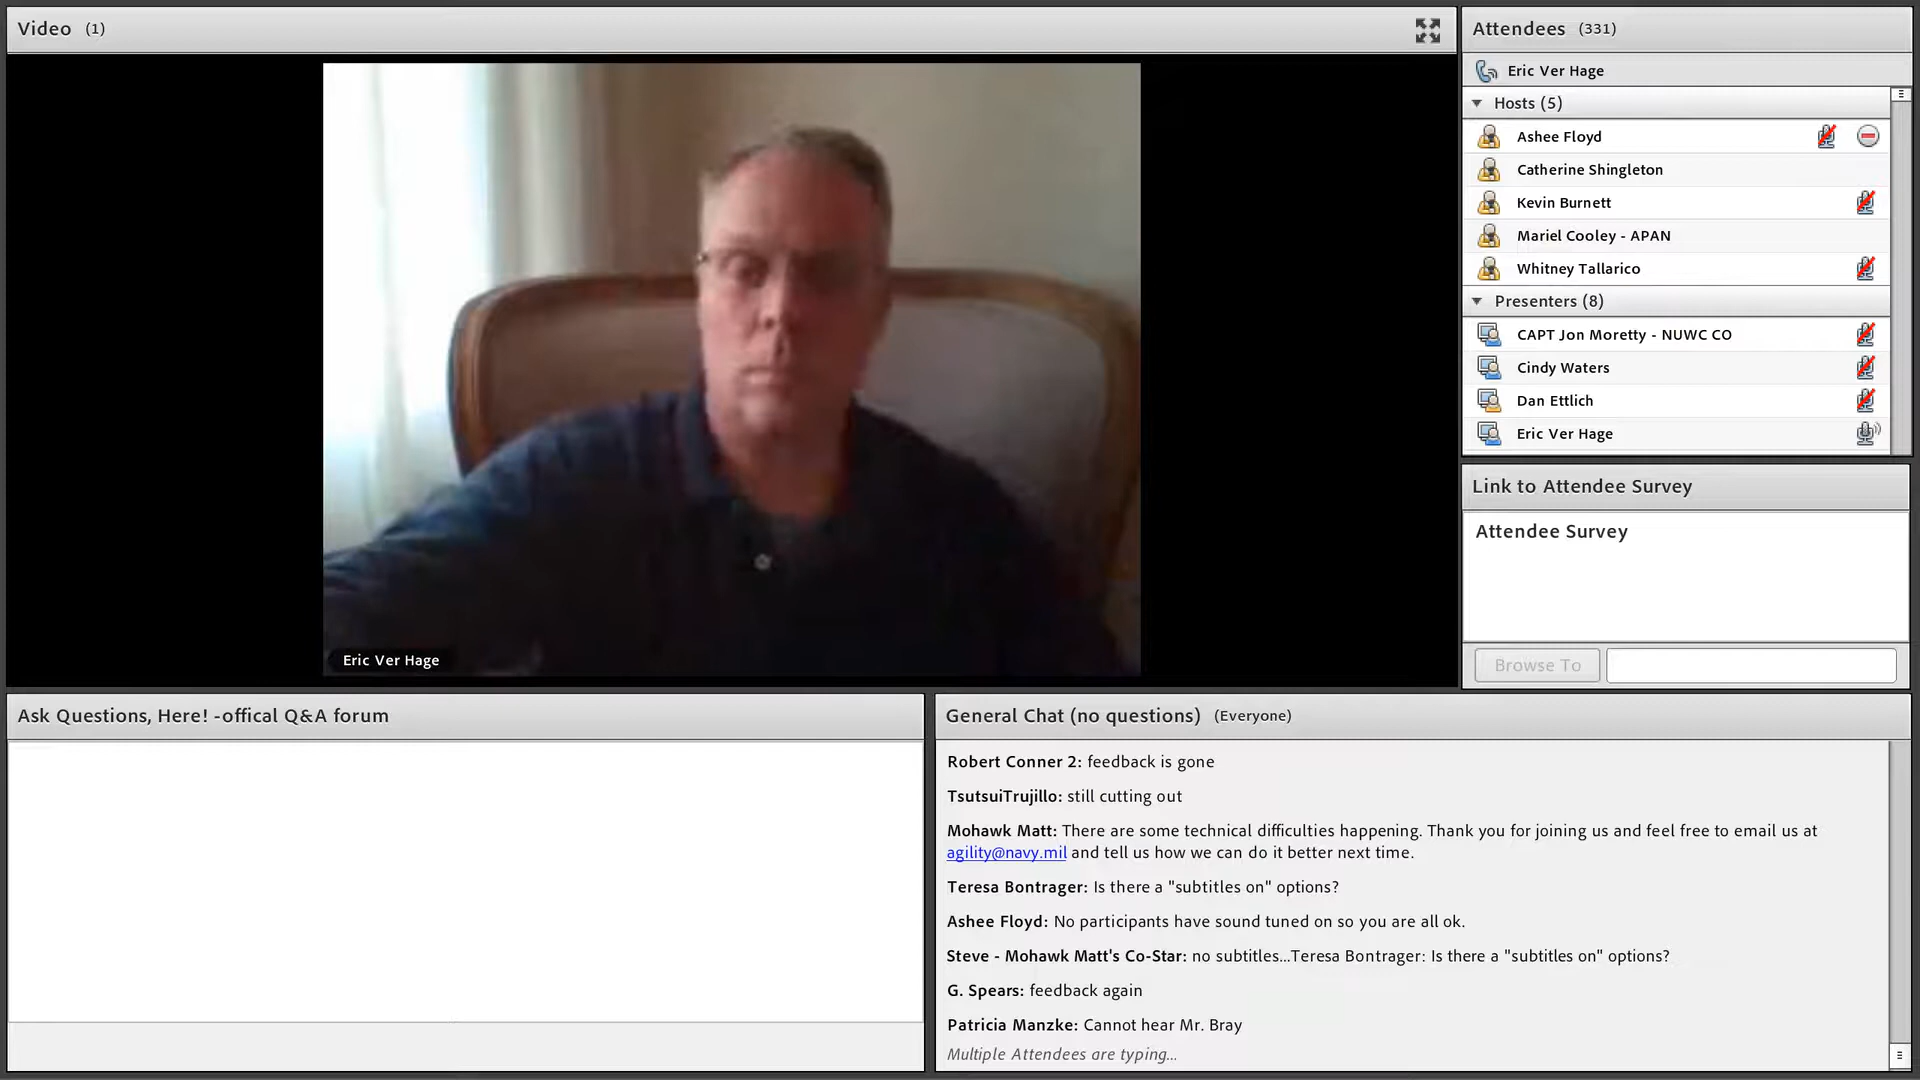 Video (1)
Eric Ver Hage
Attendees (331)
Eric Ver Hage
Hosts (5)
Ashee Floyd
Catherine Shingleton
Kevin Burnett
Mariel Cooley - APAN
Whitney Tallarico
Presenters (8)
CAPT Jon Moretty - NUWC CO
Cindy Waters
Dan Ettlich
Eric Ver Hage
Link to Attendee Survey
Attendee Survey
Browse To
Ask Questions, Here! -offical Q&A forum
General Chat (no questions) (Everyone)
Robert Conner 2: feedback is gone
TsutsuiTrujillo: still cutting out
Mohawk Matt: There are some technical difficulties happening. Thank you for joining us and feel free to email us at
agility@navy.mil and tell us how we can do it better next time.
Teresa Bontrager: Is there a "subtitles on" options?
Ashee Floyd: No participants have sound tuned on so you are all ok.
Steve - Mohawk Matt's Co-Star: no subtitles...Teresa Bontrager: Is there a "subtitles on" options?
G. Spears: feedback again
Patricia Manzke: Cannot hear Mr. Bray
Multiple Attendees are typing...